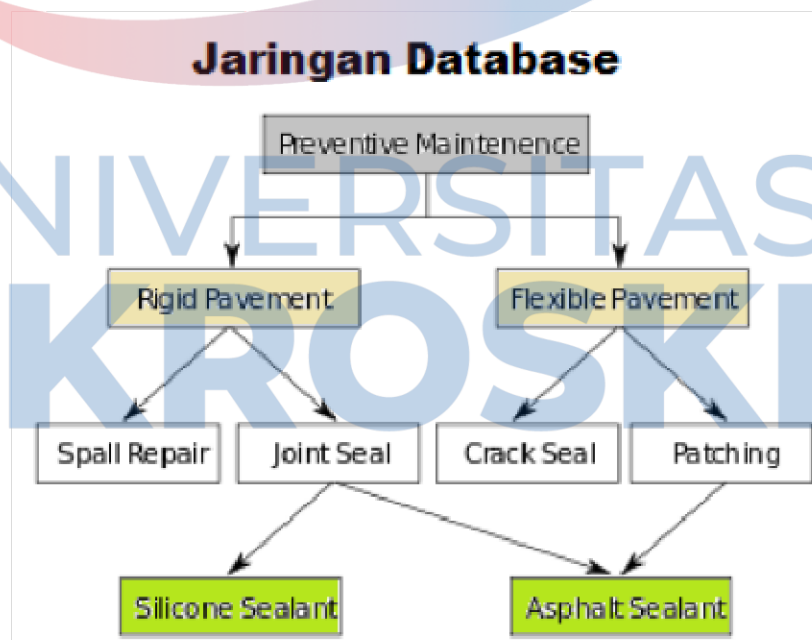 Jaringan Database
Preventive Maintenence
NIVERSITAS
Rigid Pavement
Flexible Pavement
KROSKI
Spall Repair
Joint Seal
Crack Seal
Patching
Silicone Sealant
Asphalt Sealant